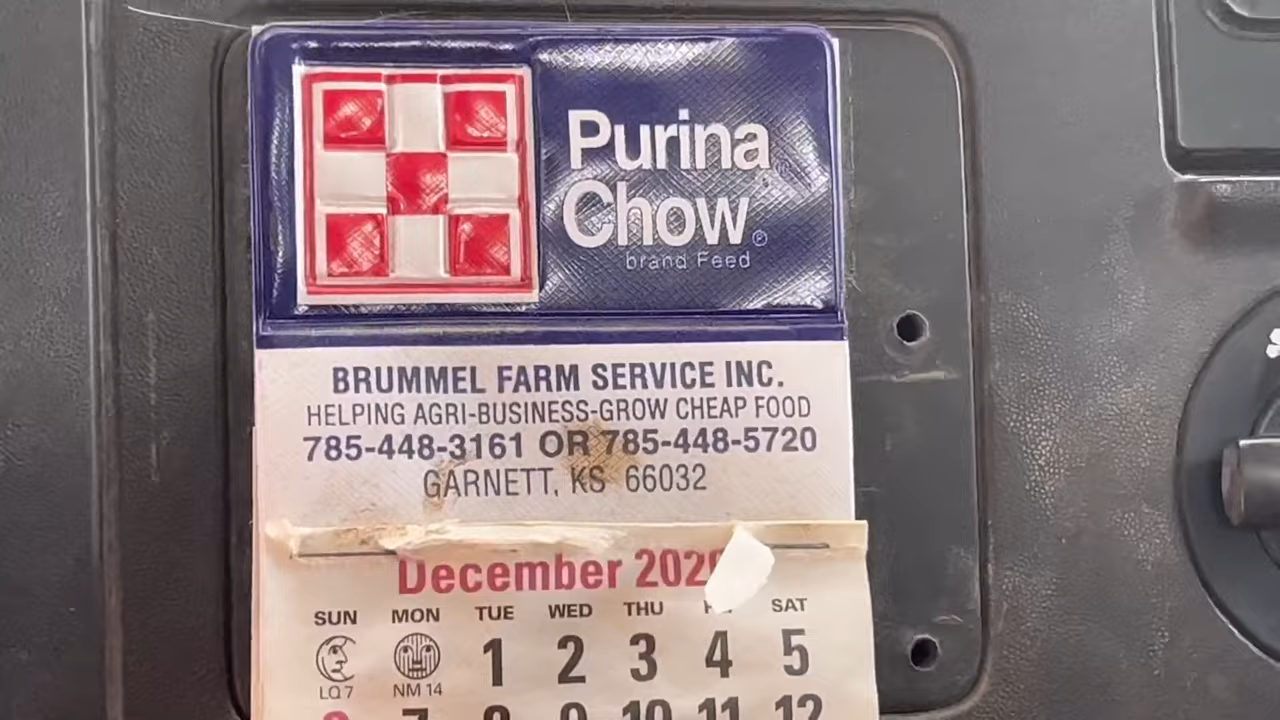 Purina
Chow®
brand Feed
BRUMMEL FARM SERVICE INC.
HELPING AGRI-BUSINESS-GROW CHEAP FOOD
785-448-3161 OR 785-448-5720
GARNETT, KS 66032
December 202
SUN MON TUE WED THU SAT
LQ 7 NM 14 1 2 3 4 5
7 8 9 10 11 12